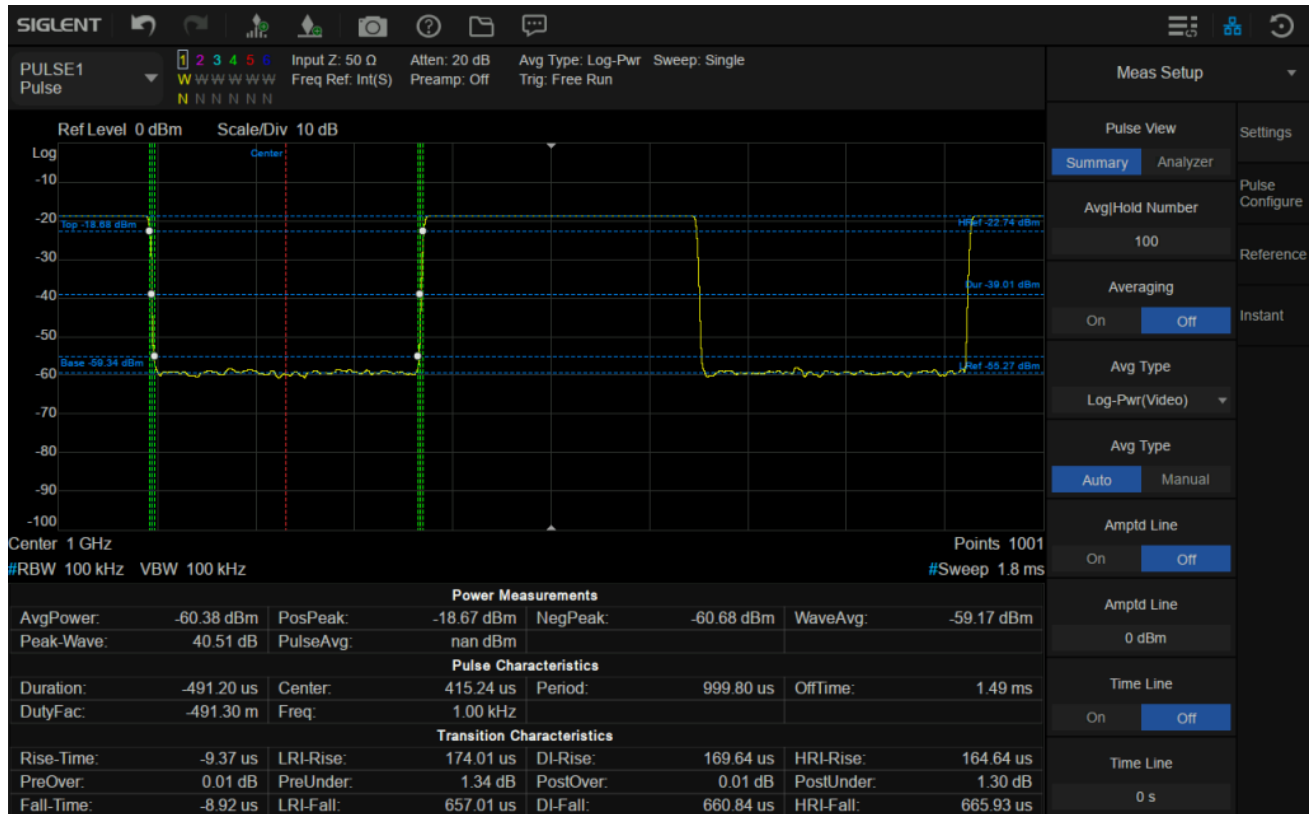 SIGLENT
PULSE1
Pulse
1 2 3 4 5 6
W W W W W W
N N N N N N
Input Z: 50 Ω Atten: 20 dB Avg Type: Log-Pwr Sweep: Single
Freq Ref: Int(S) Preamp: Off Trig: Free Run
Ref Level 0 dBm Scale/Div 10 dB
Log
Center
-10
-20
Top -18.68 dBm
HRef -22.74 dBm
-30
Dur -39.01 dBm
-40
-50
Base -59.34 dBm
LRef -55.27 dBm
-60
-70
-80
-90
-100
Center 1 GHz Points 1001
#RBW 100 kHz VBW 100 kHz #Sweep 1.8 ms
Power Measurements
AvgPower: -60.38 dBm PosPeak: -18.67 dBm NegPeak: -60.68 dBm WaveAvg: -59.17 dBm
Peak-Wave: 40.51 dB PulseAvg: nan dBm
Pulse Characteristics
Duration: -491.20 us Center: 415.24 us Period: 999.80 us OffTime: 1.49 ms
DutyFac: -491.30 m Freq: 1.00 kHz
Transition Characteristics
Rise-Time: -9.37 us LRI-Rise: 174.01 us DI-Rise: 169.64 us HRI-Rise: 164.64 us
PreOver: 0.01 dB PreUnder: 1.34 dB PostOver: 0.01 dB PostUnder: 1.30 dB
Fall-Time: -8.92 us LRI-Fall: 657.01 us DI-Fall: 660.84 us HRI-Fall: 665.93 us
Meas Setup
Pulse View
Summary Analyzer
Avg|Hold Number
100
Averaging
On Off
Avg Type
Log-Pwr(Video)
Avg Type
Auto Manual
Amptd Line
On Off
Amptd Line
0 dBm
Time Line
On Off
Time Line
0 s
Settings
Pulse
Configure
Reference
Instant